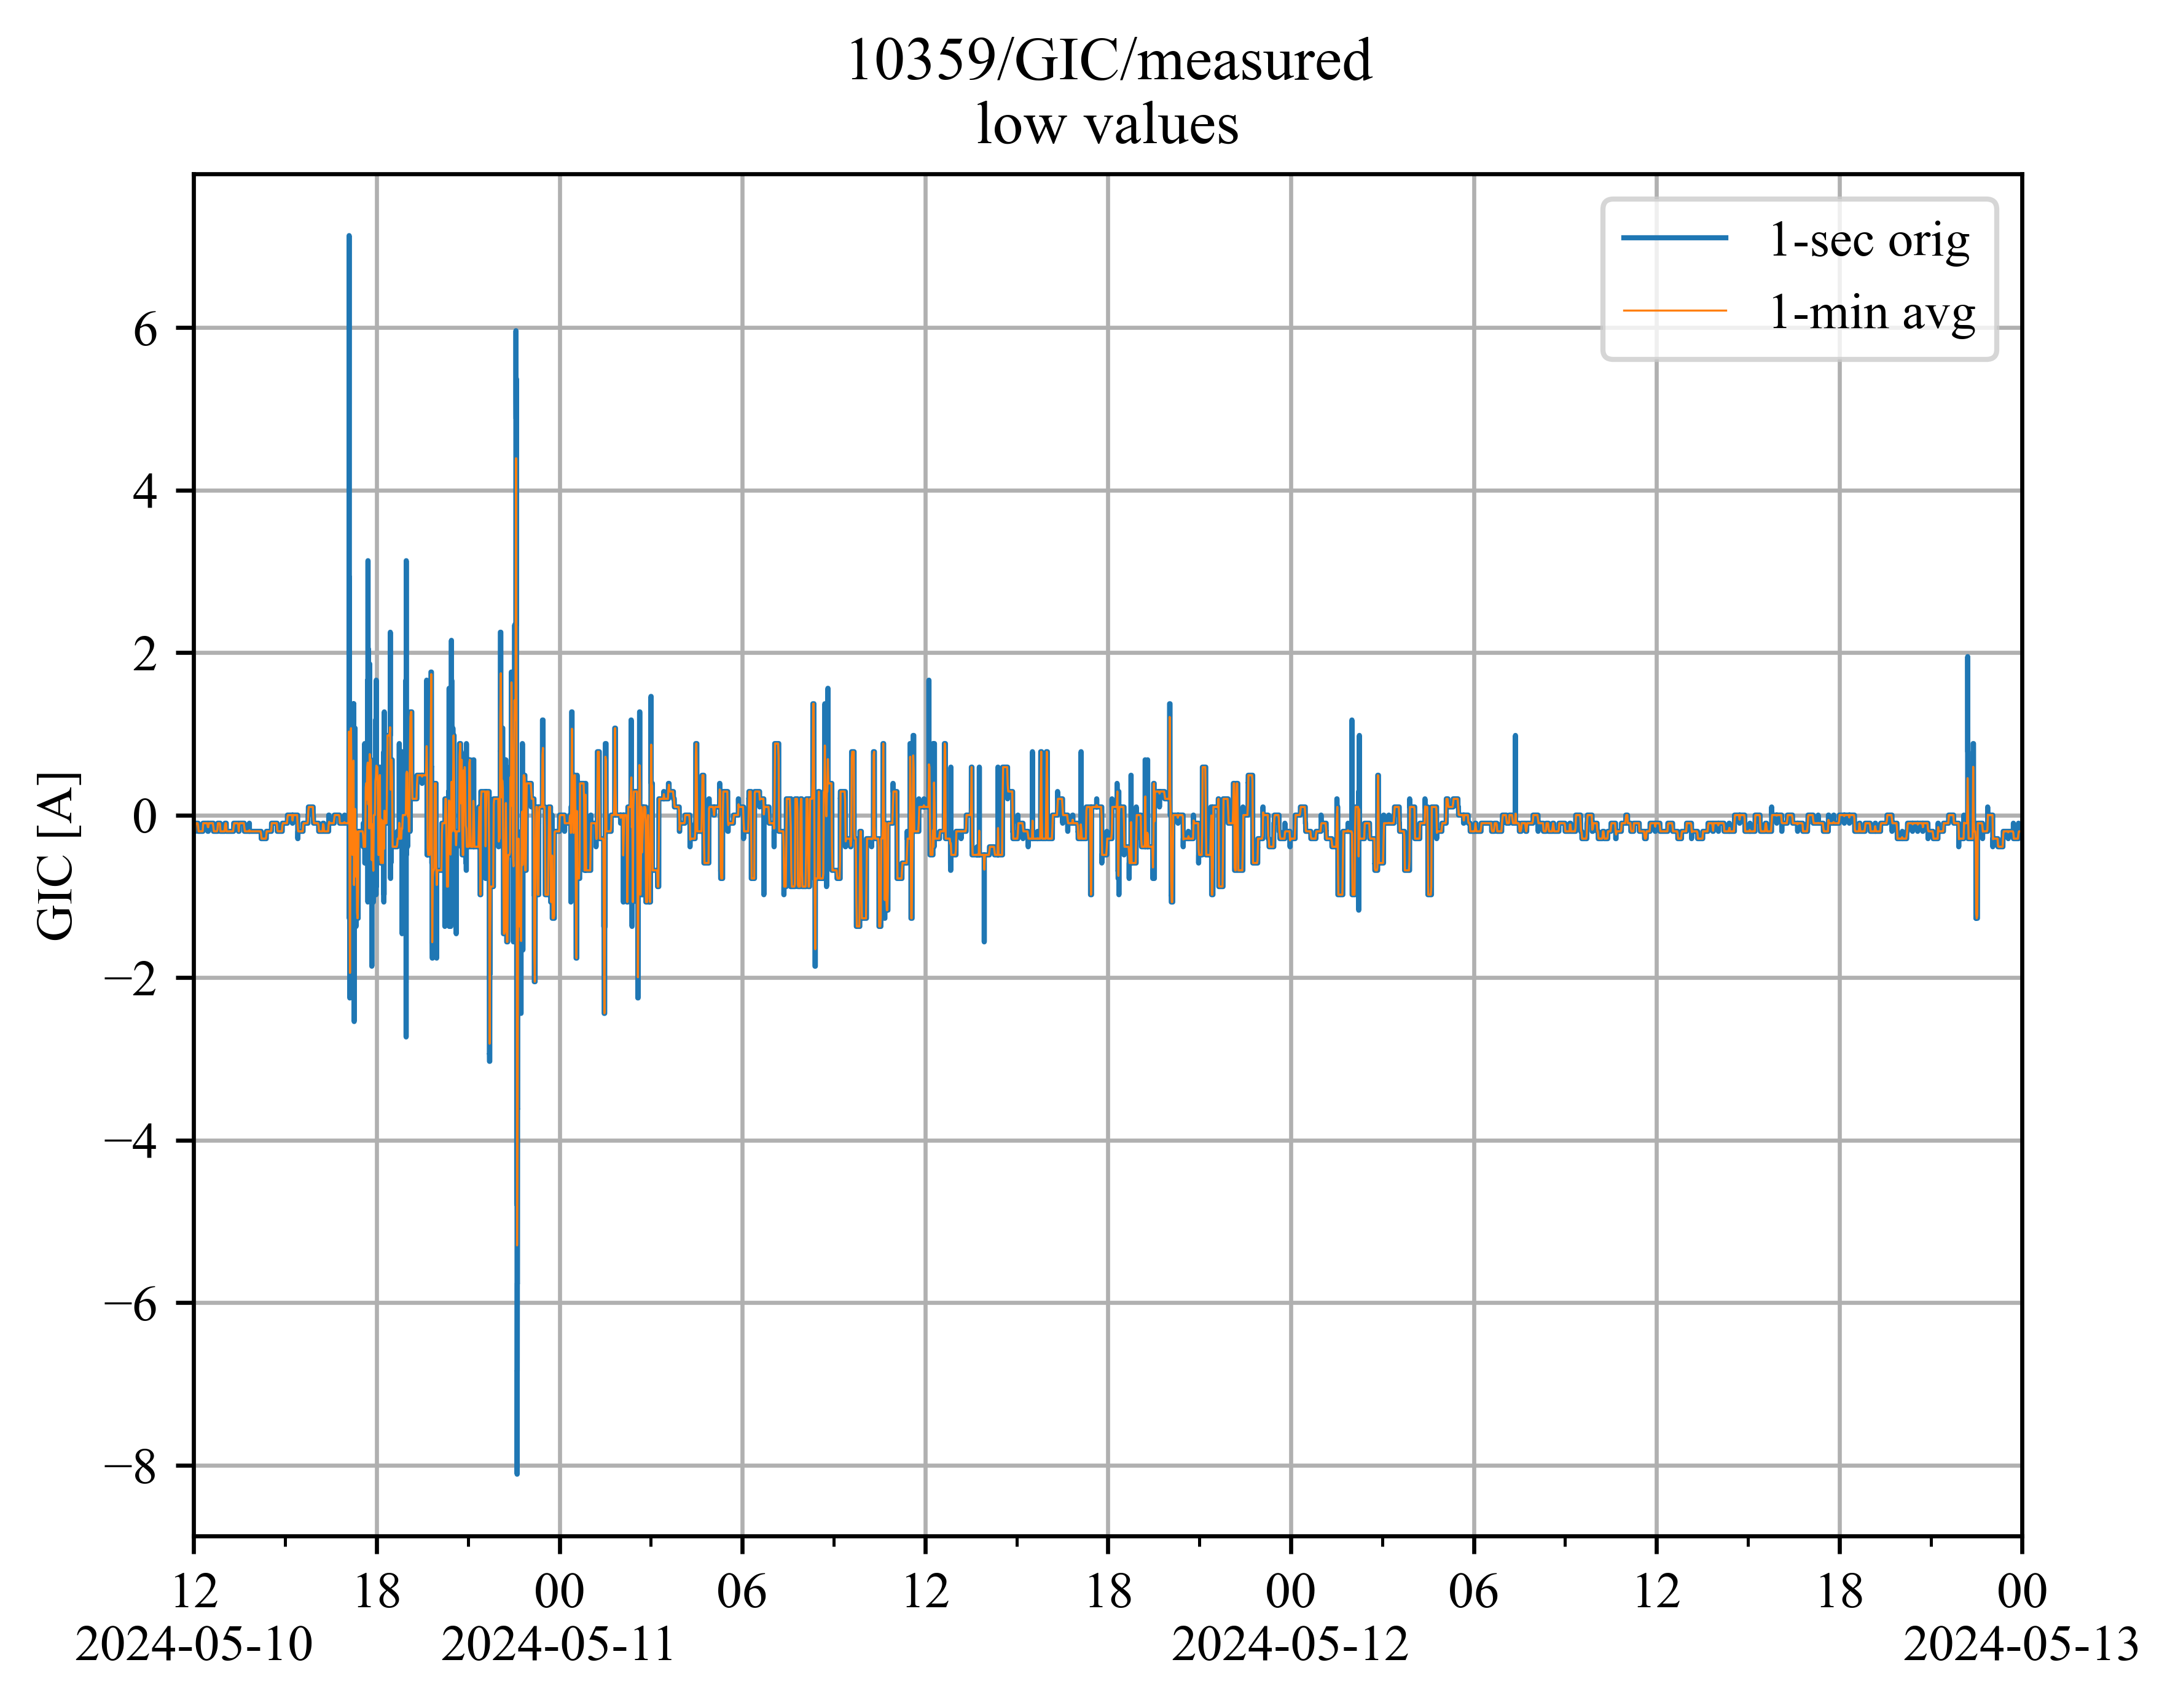 10359/GIC/measured
low values
1-sec orig
1-min avg
GIC [A]
6
4
2
0
−2
−4
−6
−8
12 18 00 06 12 18 00 06 12 18 00
2024-05-10 2024-05-11 2024-05-12 2024-05-13